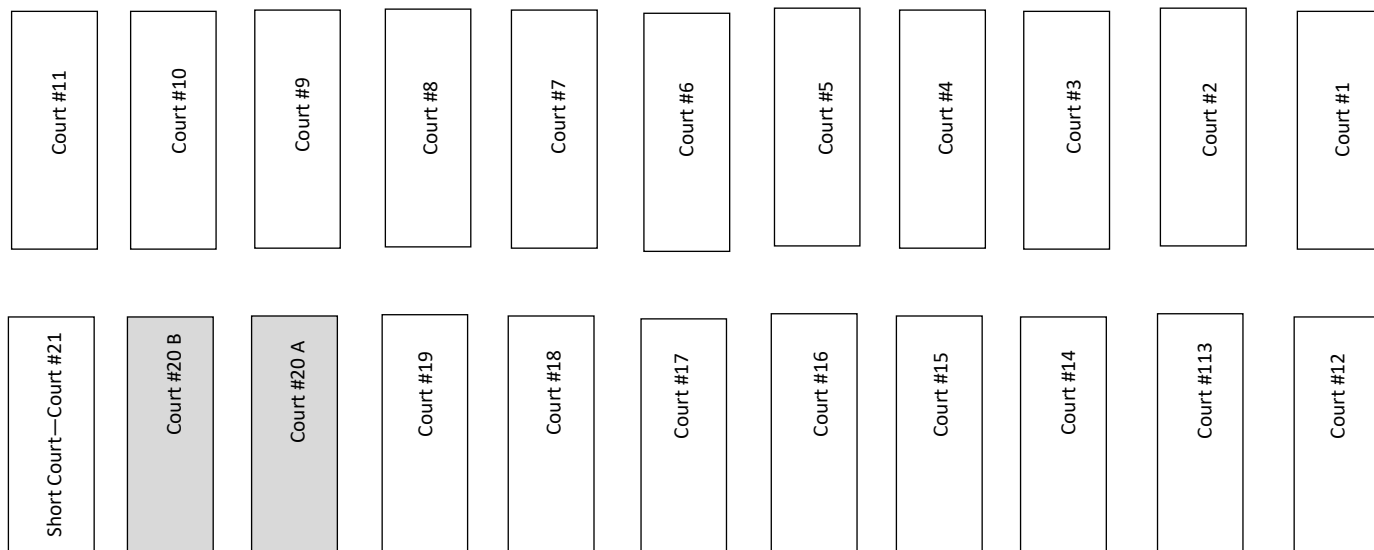 Court #11
Court #10
Court #9
Court #8
Court #7
Court #6
Court #5
Court #4
Court #3
Court #2
Court #1
Short Court—Court #21
Court #20 B
Court #20 A
Court #19
Court #18
Court #17
Court #16
Court #15
Court #14
Court #113
Court #12